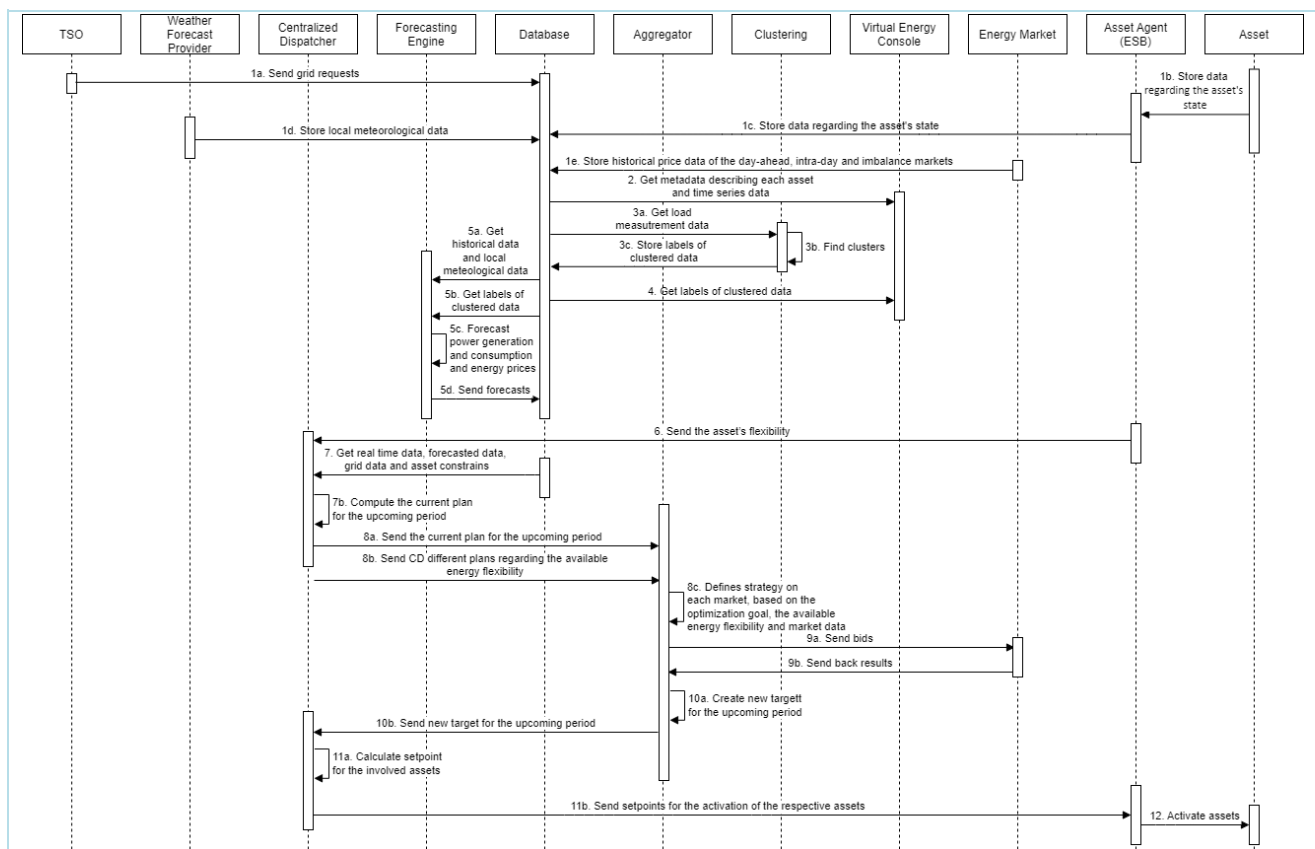 TSO
Weather
Forecast
Provider
Centralized
Dispatcher
Forecasting
Engine
Database
Aggregator
Clustering
Virtual Energy
Console
Energy Market
Asset Agent
(ESB)
Asset
1a. Send grid requests
1b. Store data
regarding the asset's
state
1d. Store local meteorological data
1c. Store data regarding the asset's state
1e. Store historical price data of the day-ahead, intra-day and imbalance markets
2. Get metadata describing each asset
and time series data
3a. Get load
measutrement data
3b. Find clusters
3c. Store labels of
clustered data
5a. Get
historical data
and local
meteological data
4. Get labels of clustered data
5b. Get labels of
clustered data
5c. Forecast
power generation
and consumption
and energy prices
5d. Send forecasts
6. Send the asset's flexibility
7. Get real time data, forecasted data,
grid data and asset constrains
7b. Compute the current plan
for the upcoming period
8a. Send the current plan for the upcoming period
8b. Send CD different plans regarding the available
energy flexibility
8c. Defines strategy on
each market, based on the
optimization goal, the available
energy flexibility and market data
9a. Send bids
9b. Send back results
10a. Create new targett
for the upcoming period
10b. Send new target for the upcoming period
11a. Calculate setpoint
for the involved assets
11b. Send setpoints for the activation of the respective assets
12. Activate assets